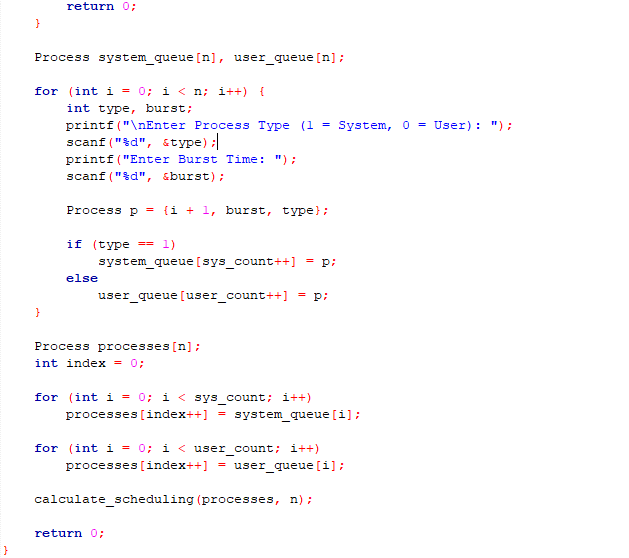 return 0;
    }

    Process system_queue[n], user_queue[n];

    for (int i = 0; i < n; i++) {
        int type, burst;
        printf("\nEnter Process Type (1 = System, 0 = User): ");
        scanf("%d", &type);
        printf("Enter Burst Time: ");
        scanf("%d", &burst);

        Process p = {i + 1, burst, type};

        if (type == 1)
            system_queue[sys_count++] = p;
        else
            user_queue[user_count++] = p;
    }

    Process processes[n];
    int index = 0;

    for (int i = 0; i < sys_count; i++)
        processes[index++] = system_queue[i];

    for (int i = 0; i < user_count; i++)
        processes[index++] = user_queue[i];

    calculate_scheduling(processes, n);

    return 0;
}